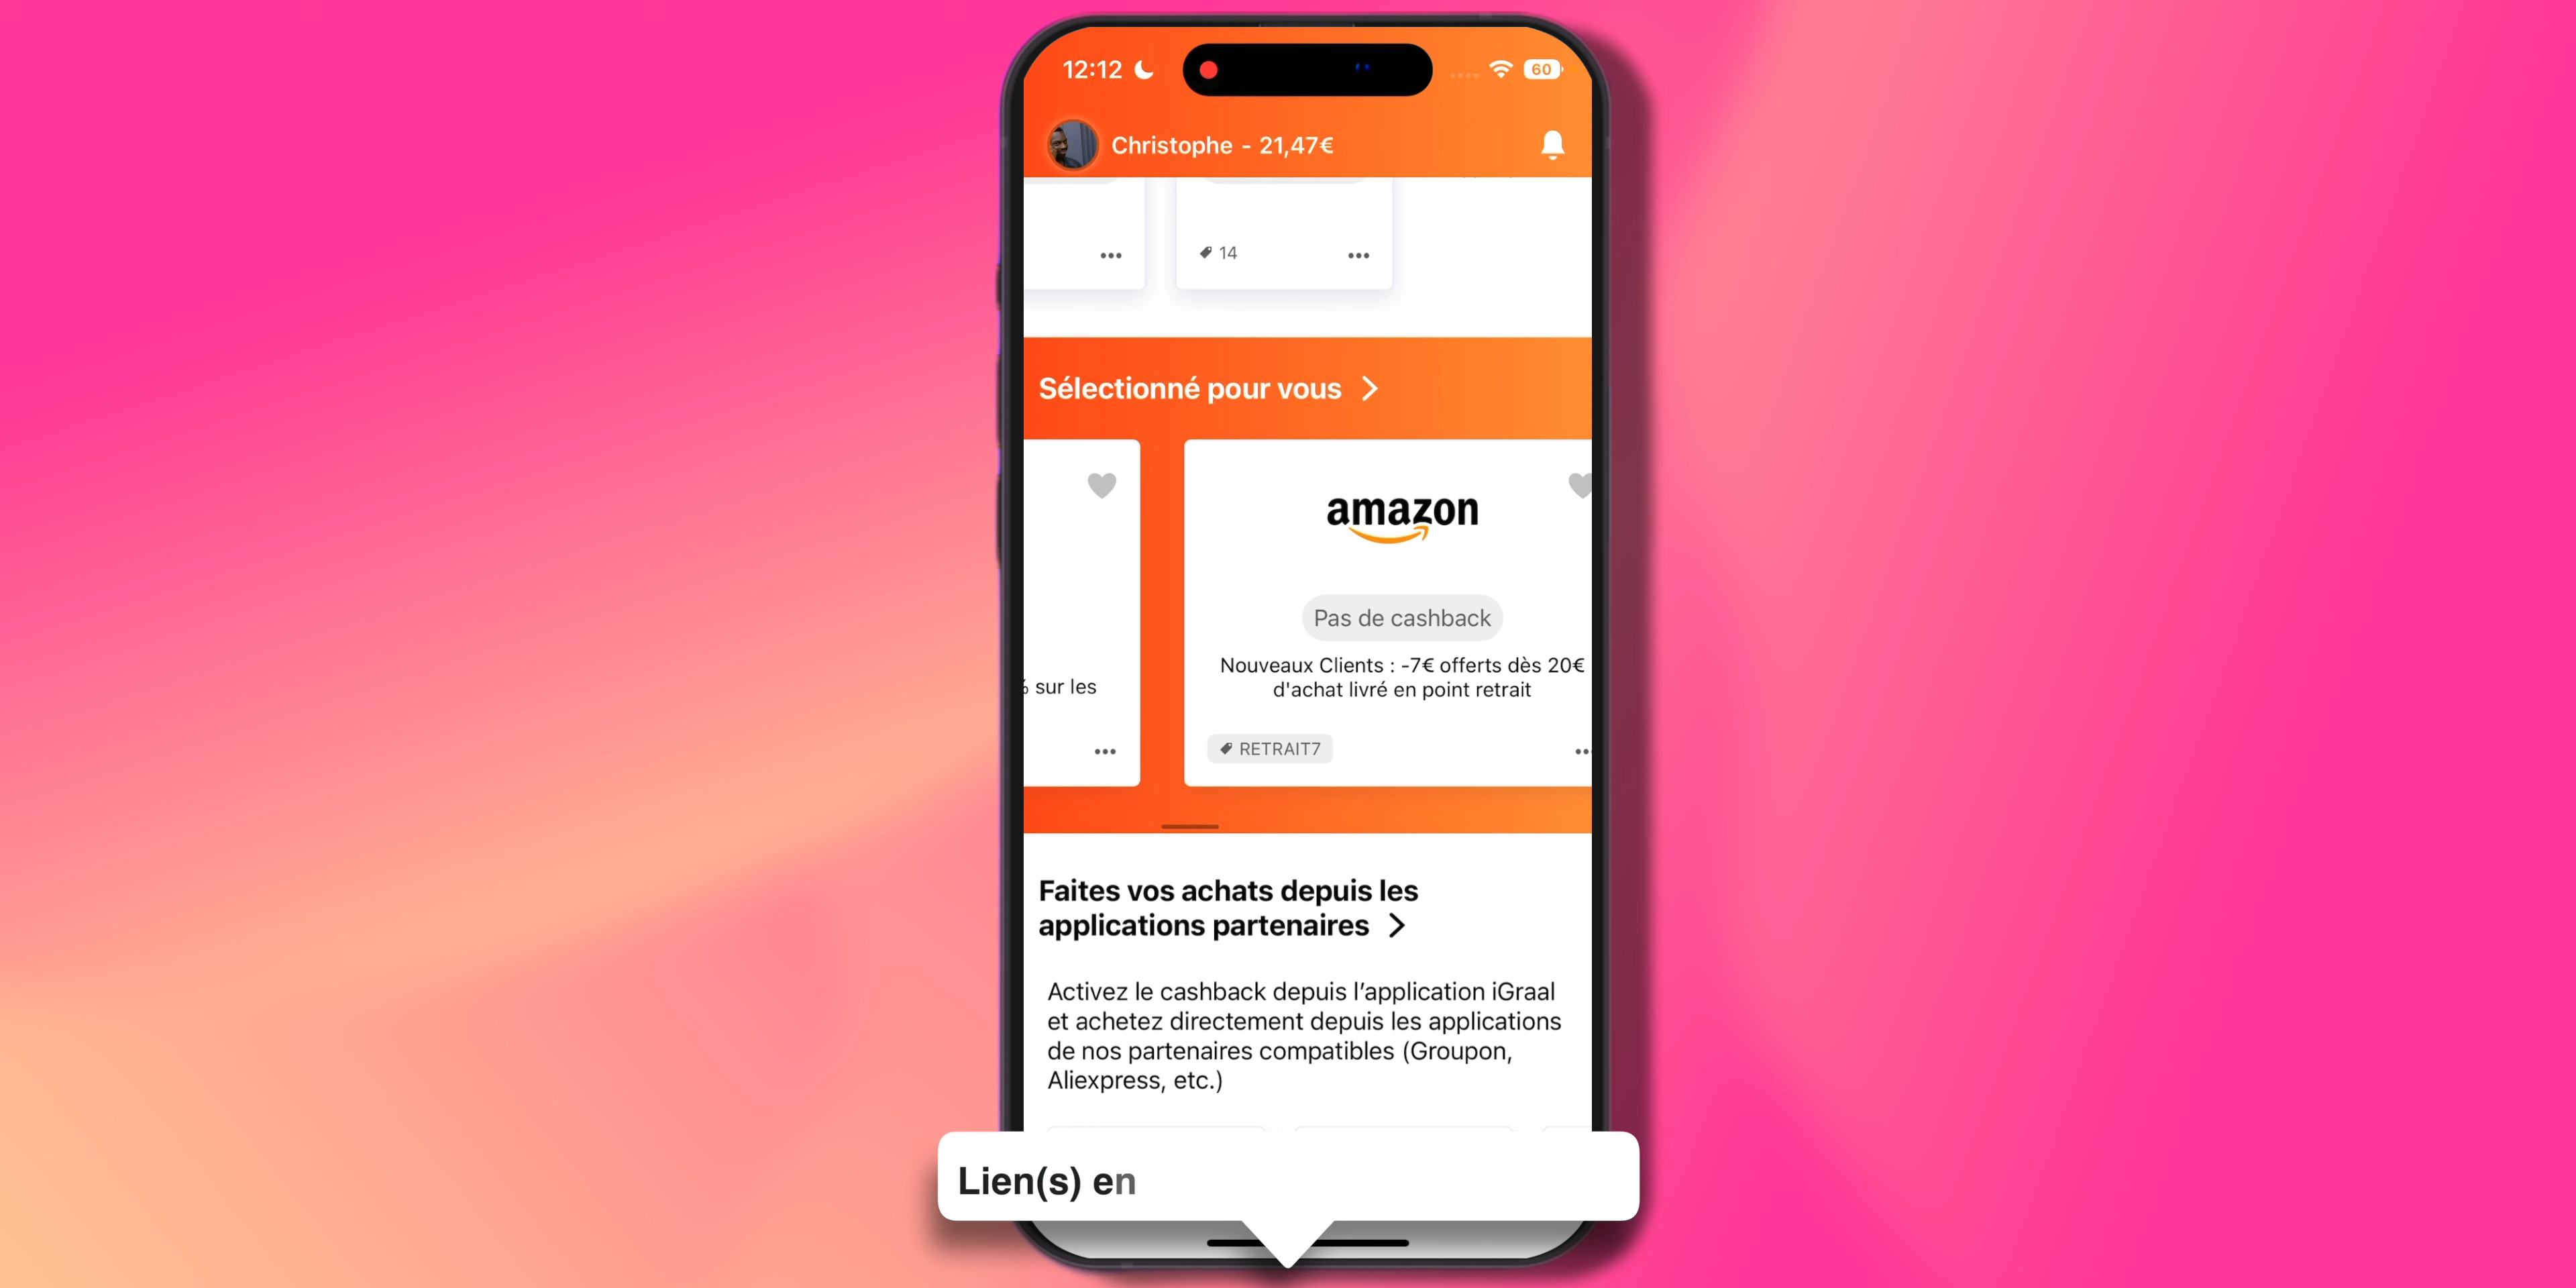 12:12
60
Christophe - 21,47€
14
Sélectionné pour vous
amazon
Pas de cashback
Nouveaux Clients : -7€ offerts dès 20€
d'achat livré en point retrait
% sur les
RETRAIT7
Faites vos achats depuis les
applications partenaires
Activez le cashback depuis l’application iGraal
et achetez directement depuis les applications
de nos partenaires compatibles (Groupon,
Aliexpress, etc.)
Lien(s) en